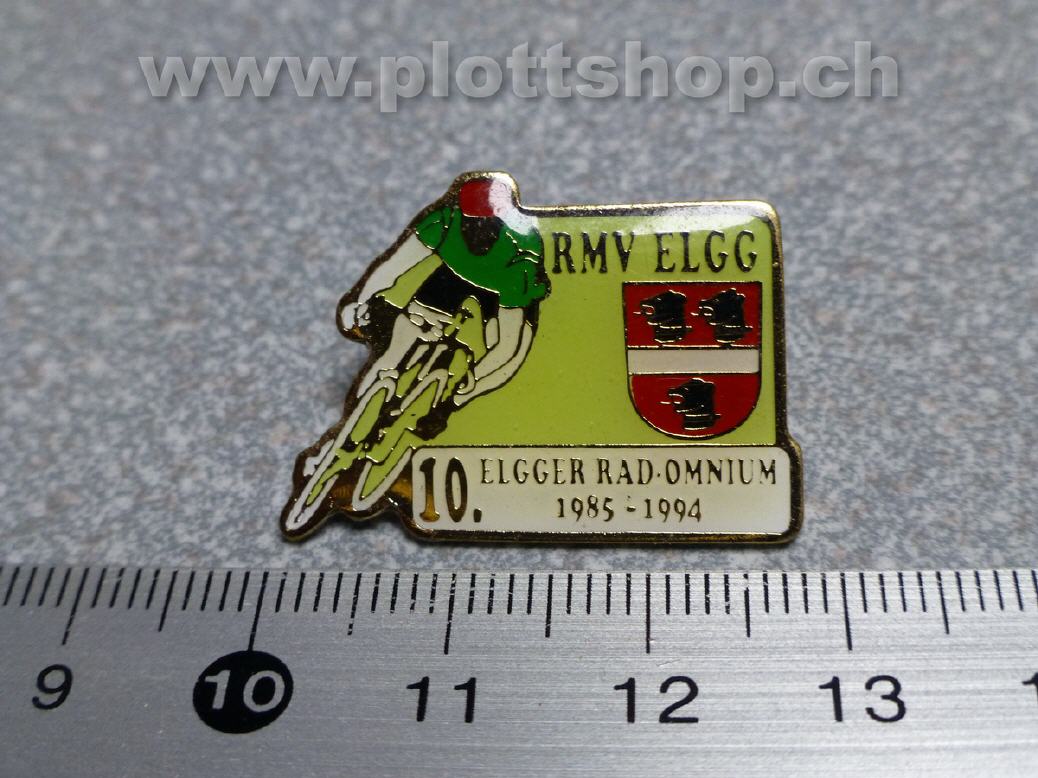 www.plottshop.ch
RMV ELGG
10. ELGGER RAD-OMNIUM
1985 - 1994
9 10 11 12 13